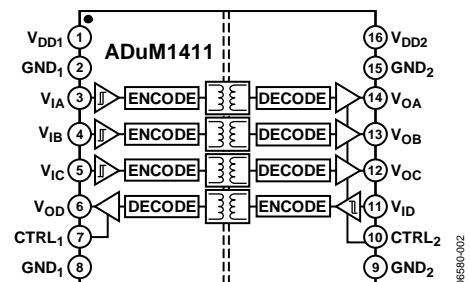 ADuM1411
VDD1 1
16 VDD2
GND1 2
15 GND2
VIA 3 ENCODE DECODE 14 VOA
VIB 4 ENCODE DECODE 13 VOB
VIC 5 ENCODE DECODE 12 VOC
VOD 6 DECODE ENCODE 11 VID
CTRL1 7
10 CTRL2
GND1 8
9 GND2
06580-002